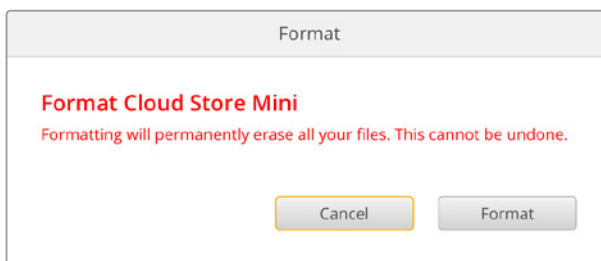 Format
Format Cloud Store Mini
Formatting will permanently erase all your files. This cannot be undone.
Cancel Format